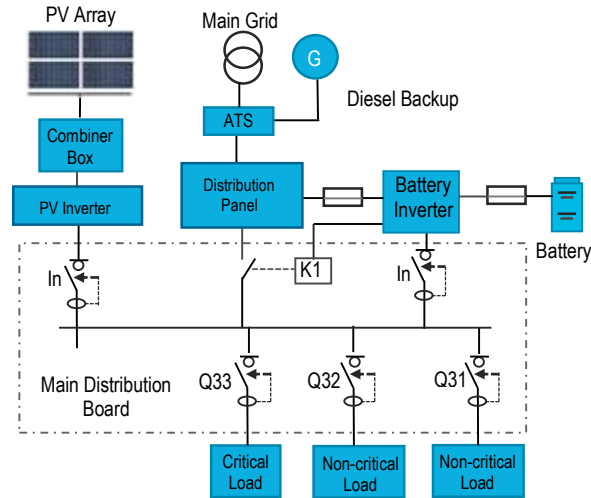 PV Array
Main Grid
G
Diesel Backup
ATS
Combiner
Box
Distribution
Panel
Battery
Inverter
PV Inverter
Battery
In
K1
In
Main Distribution
Board
Q33
Q32
Q31
Critical
Load
Non-critical
Load
Non-critical
Load